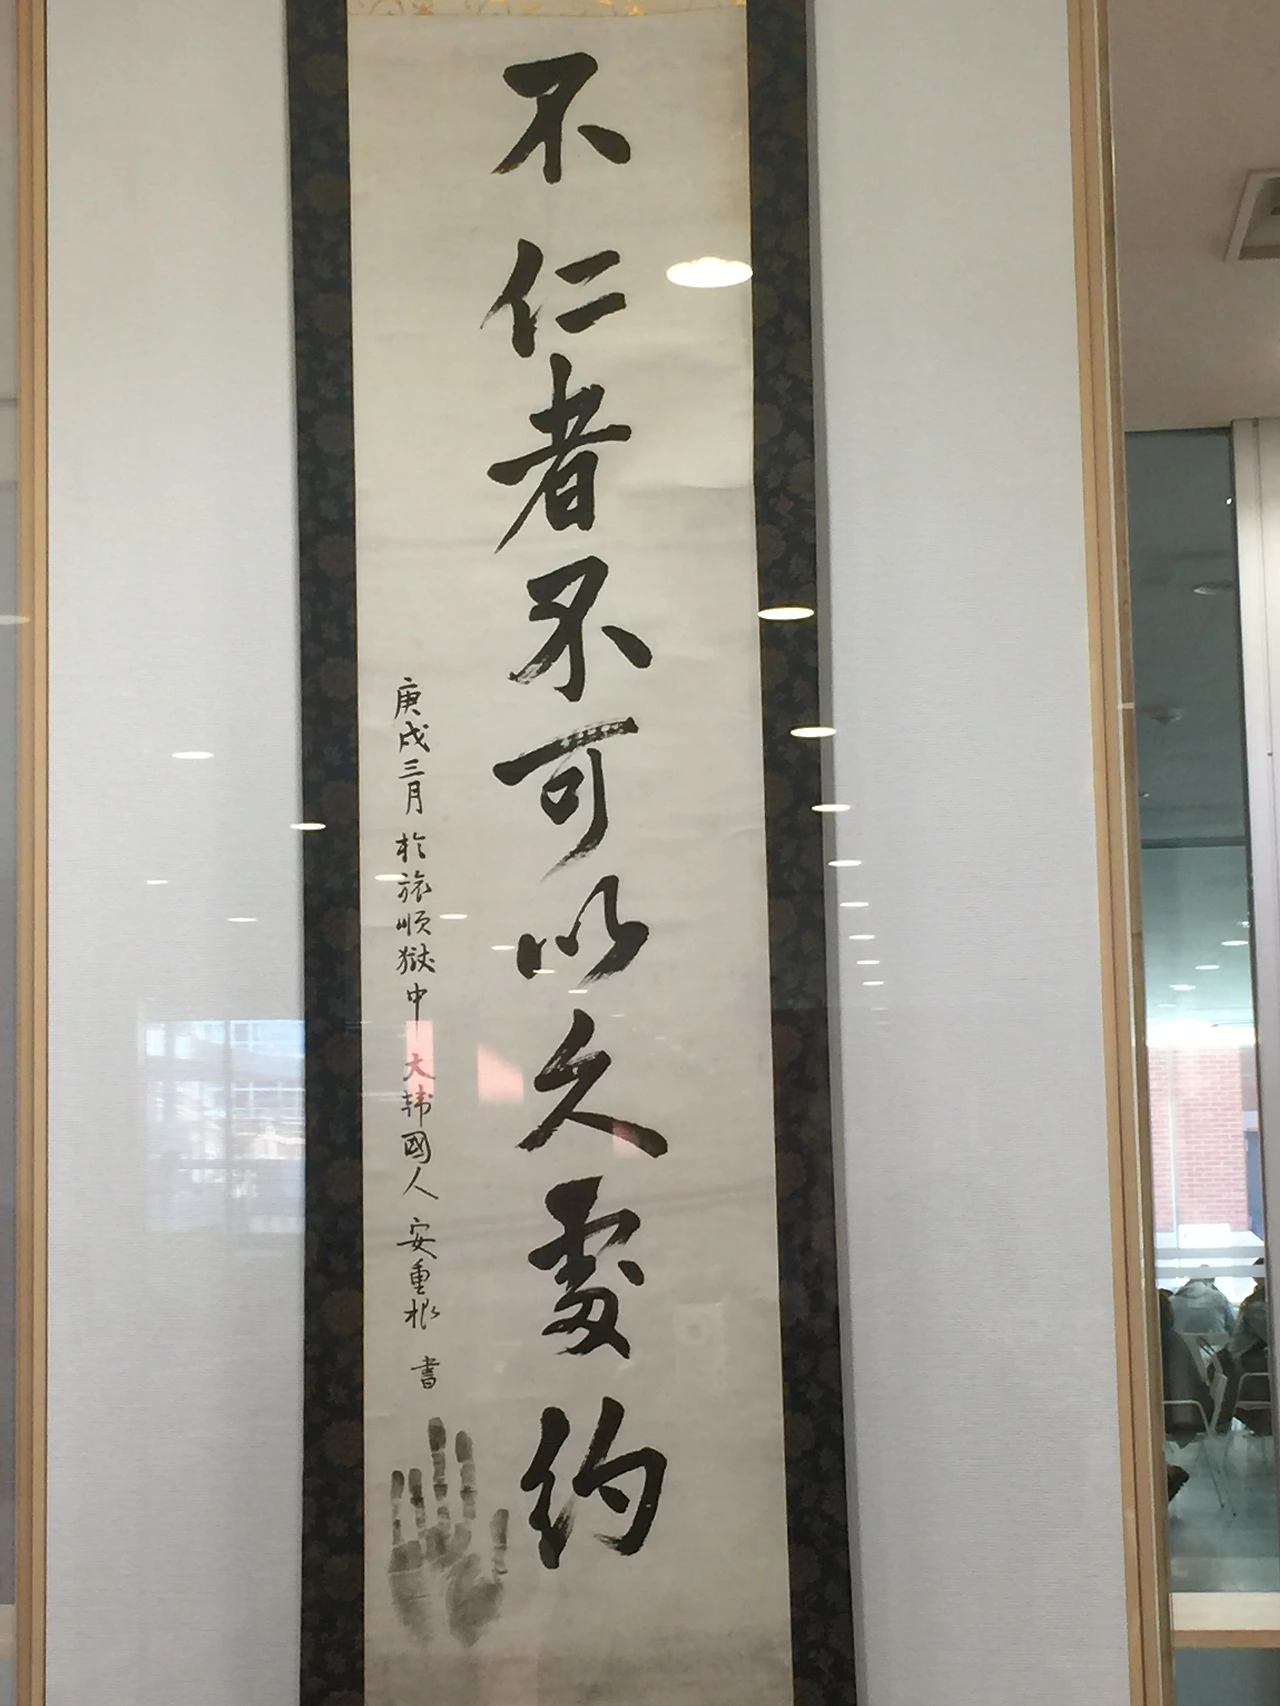 不仁者不可以久處約
庚戌三月 於旅順獄中 大韓國人 安重根 書